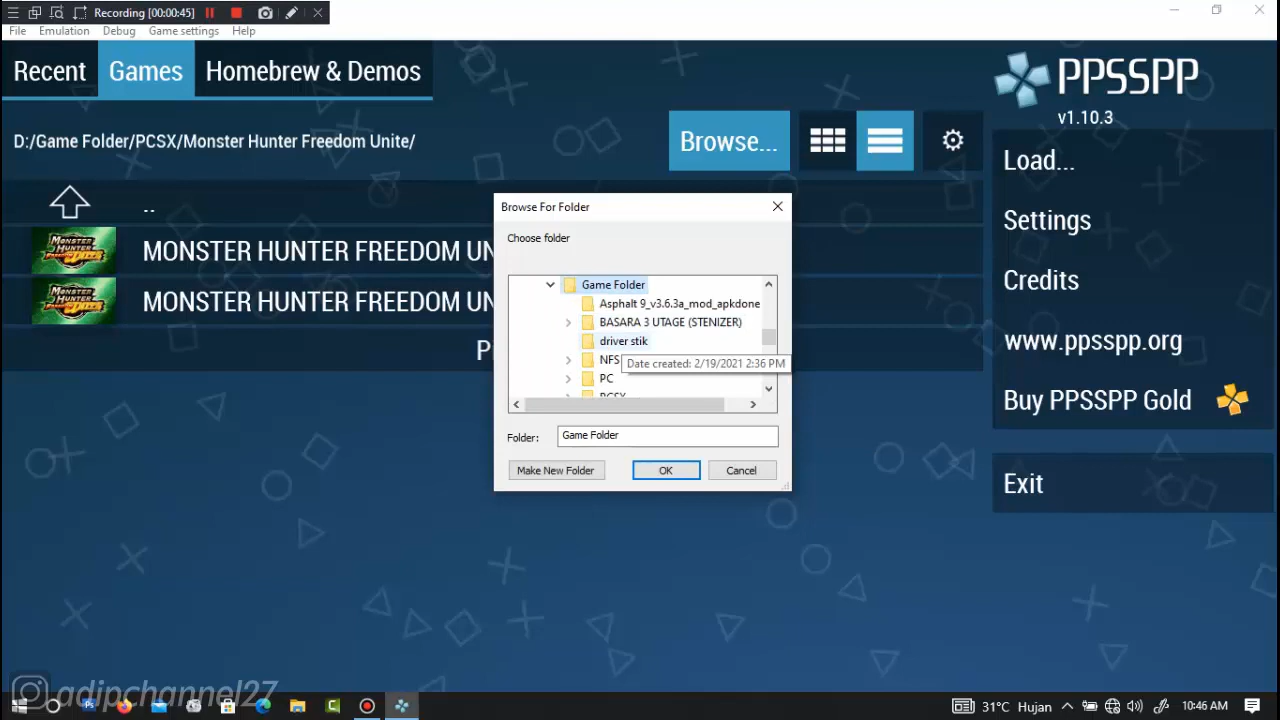 Recording [00:00:45]
File Emulation Debug Game settings Help
Recent Games Homebrew & Demos
PPSSPP
v1.10.3
D:/Game Folder/PCSX/Monster Hunter Freedom Unite/
Browse...
Load...
Settings
Credits
www.ppsspp.org
Buy PPSSPP Gold
Exit
..
MONSTER HUNTER FREEDOM UN
MONSTER HUNTER FREEDOM UN
Browse For Folder
Choose folder
Game Folder
Asphalt 9_v3.6.3a_mod_apkdone
BASARA 3 UTAGE (STENIZER)
driver stik
NFS
Date created: 2/19/2021 2:36 PM
PC
PCSX
Folder: Game Folder
Make New Folder OK Cancel
adipchannel27
31°C Hujan 10:46 AM